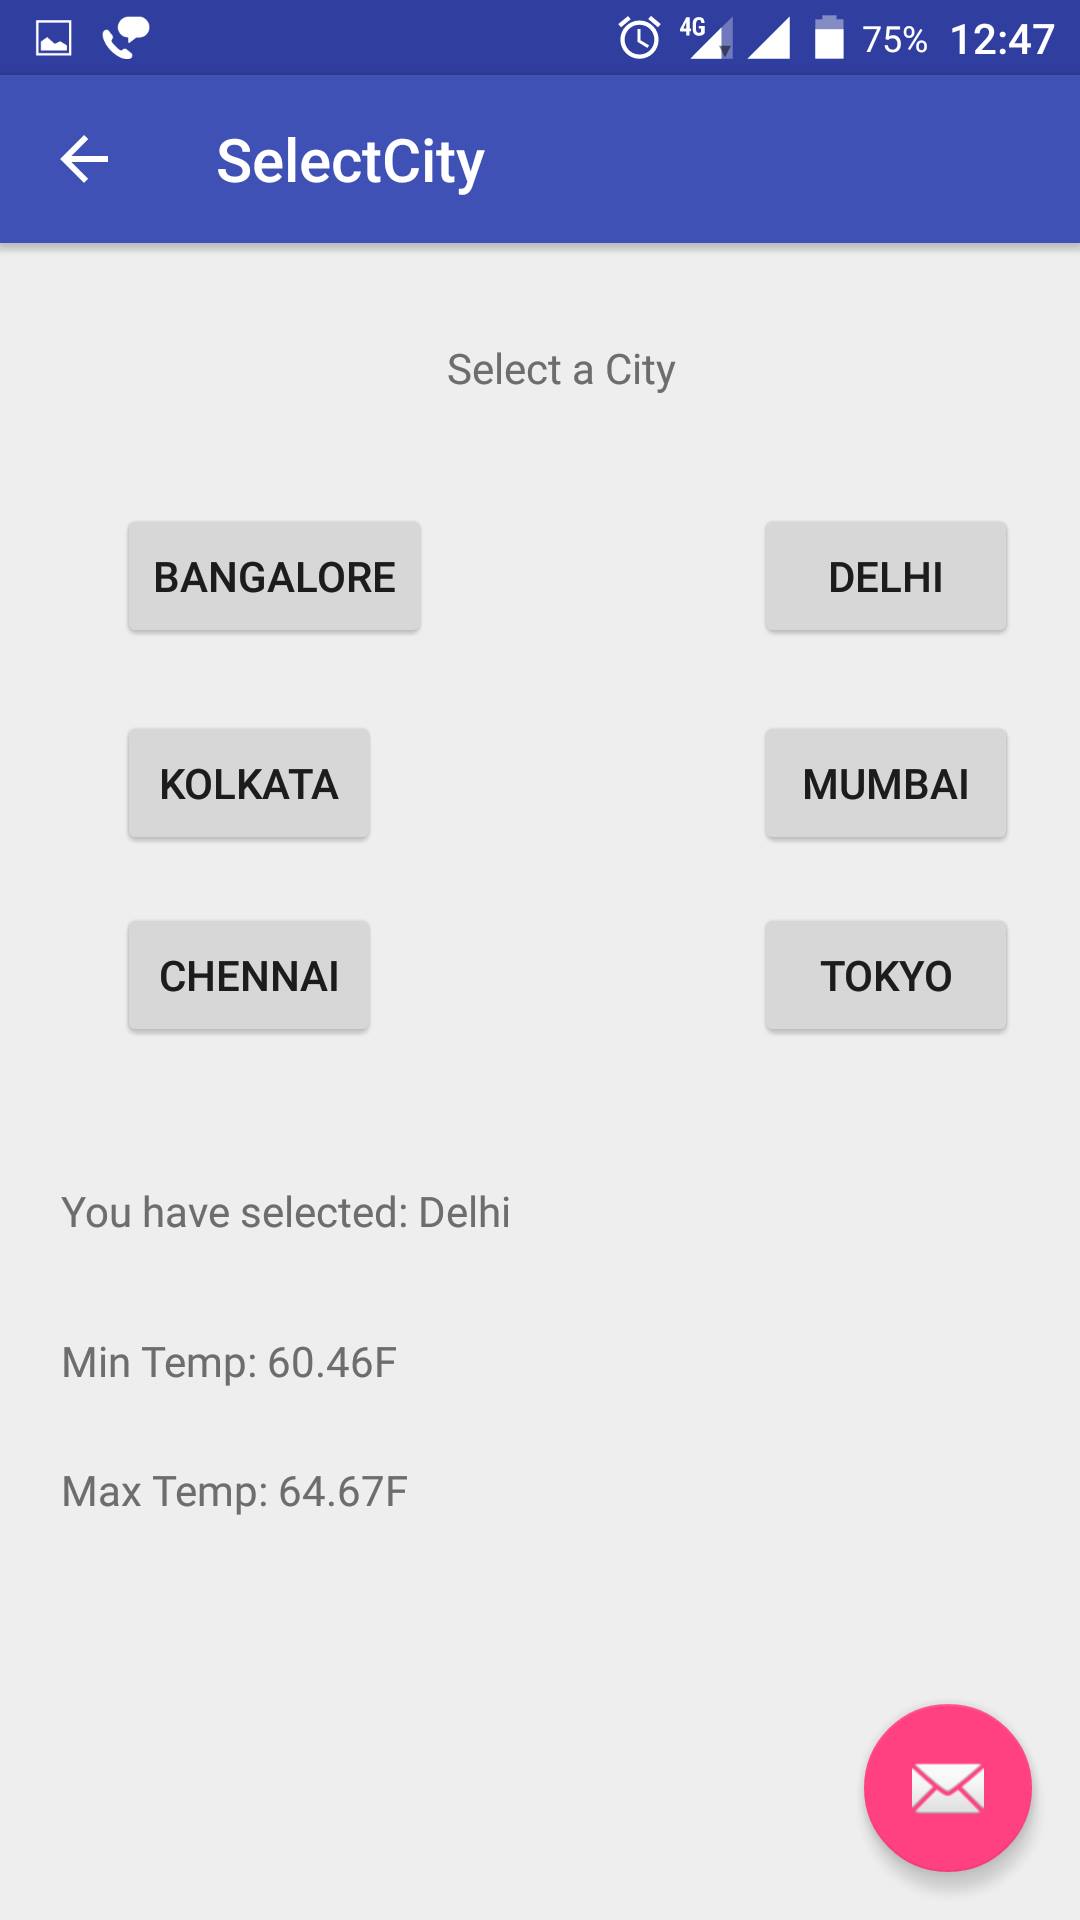 4G 75% 12:47
SelectCity
Select a City
BANGALORE DELHI
KOLKATA MUMBAI
CHENNAI TOKYO
You have selected: Delhi
Min Temp: 60.46F
Max Temp: 64.67F